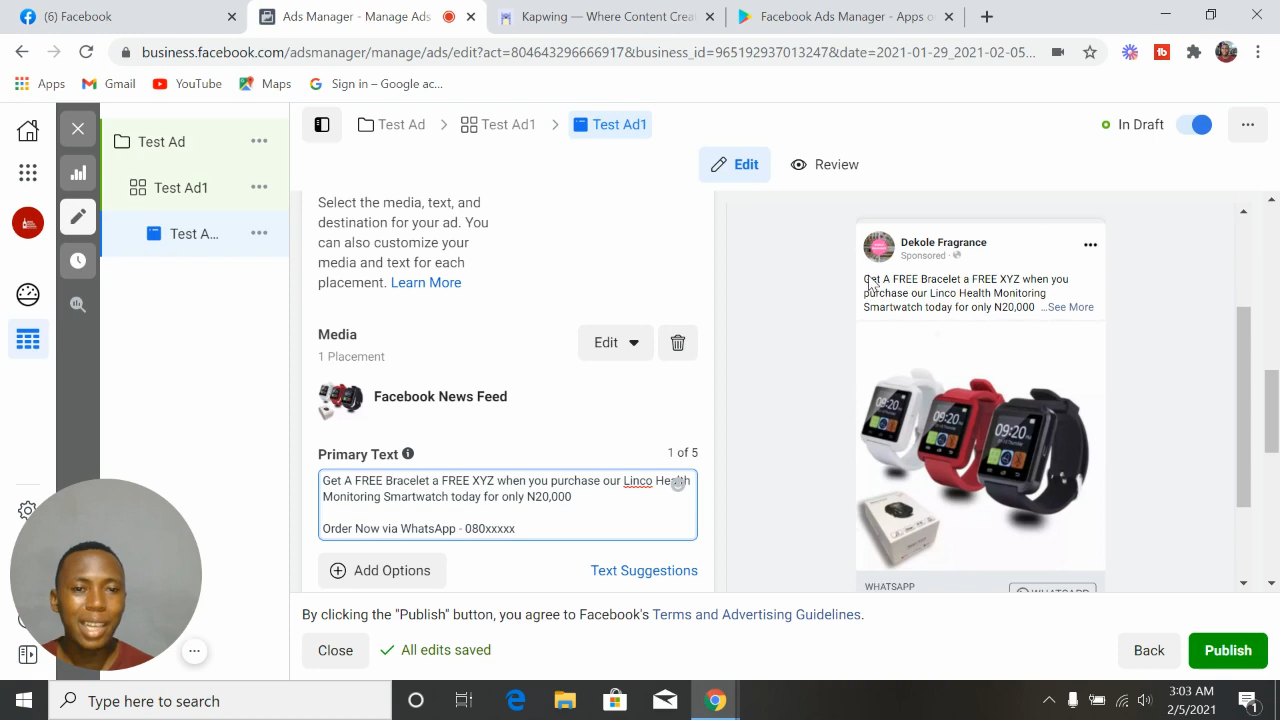 (6) Facebook
Ads Manager - Manage Ads
Kapwing — Where Content Crea
Facebook Ads Manager - Apps o
business.facebook.com/adsmanager/manage/ads/edit?act=804643296666917&business_id=965192937013247&date=2021-01-29_2021-02-05...
Apps
Gmail
YouTube
Maps
Sign in – Google ac...
Test Ad
Test Ad1
Test A...
Test Ad
Test Ad1
Test Ad1
In Draft
Edit
Review
Select the media, text, and
destination for your ad. You
can also customize your
media and text for each
placement. Learn More
Media
1 Placement
Edit
Facebook News Feed
Primary Text
1 of 5
Get A FREE Bracelet a FREE XYZ when you purchase our Linco Health
Monitoring Smartwatch today for only N20,000
Order Now via WhatsApp - 080xxxxx
Add Options
Text Suggestions
Dekole Fragrance
Sponsored ·
Get A FREE Bracelet a FREE XYZ when you
purchase our Linco Health Monitoring
Smartwatch today for only N20,000 ...See More
09:20
09:20
09:20
WHATSAPP
WHATSAPP
By clicking the "Publish" button, you agree to Facebook's Terms and Advertising Guidelines.
Close
All edits saved
Back
Publish
Type here to search
3:03 AM
2/5/2021
1